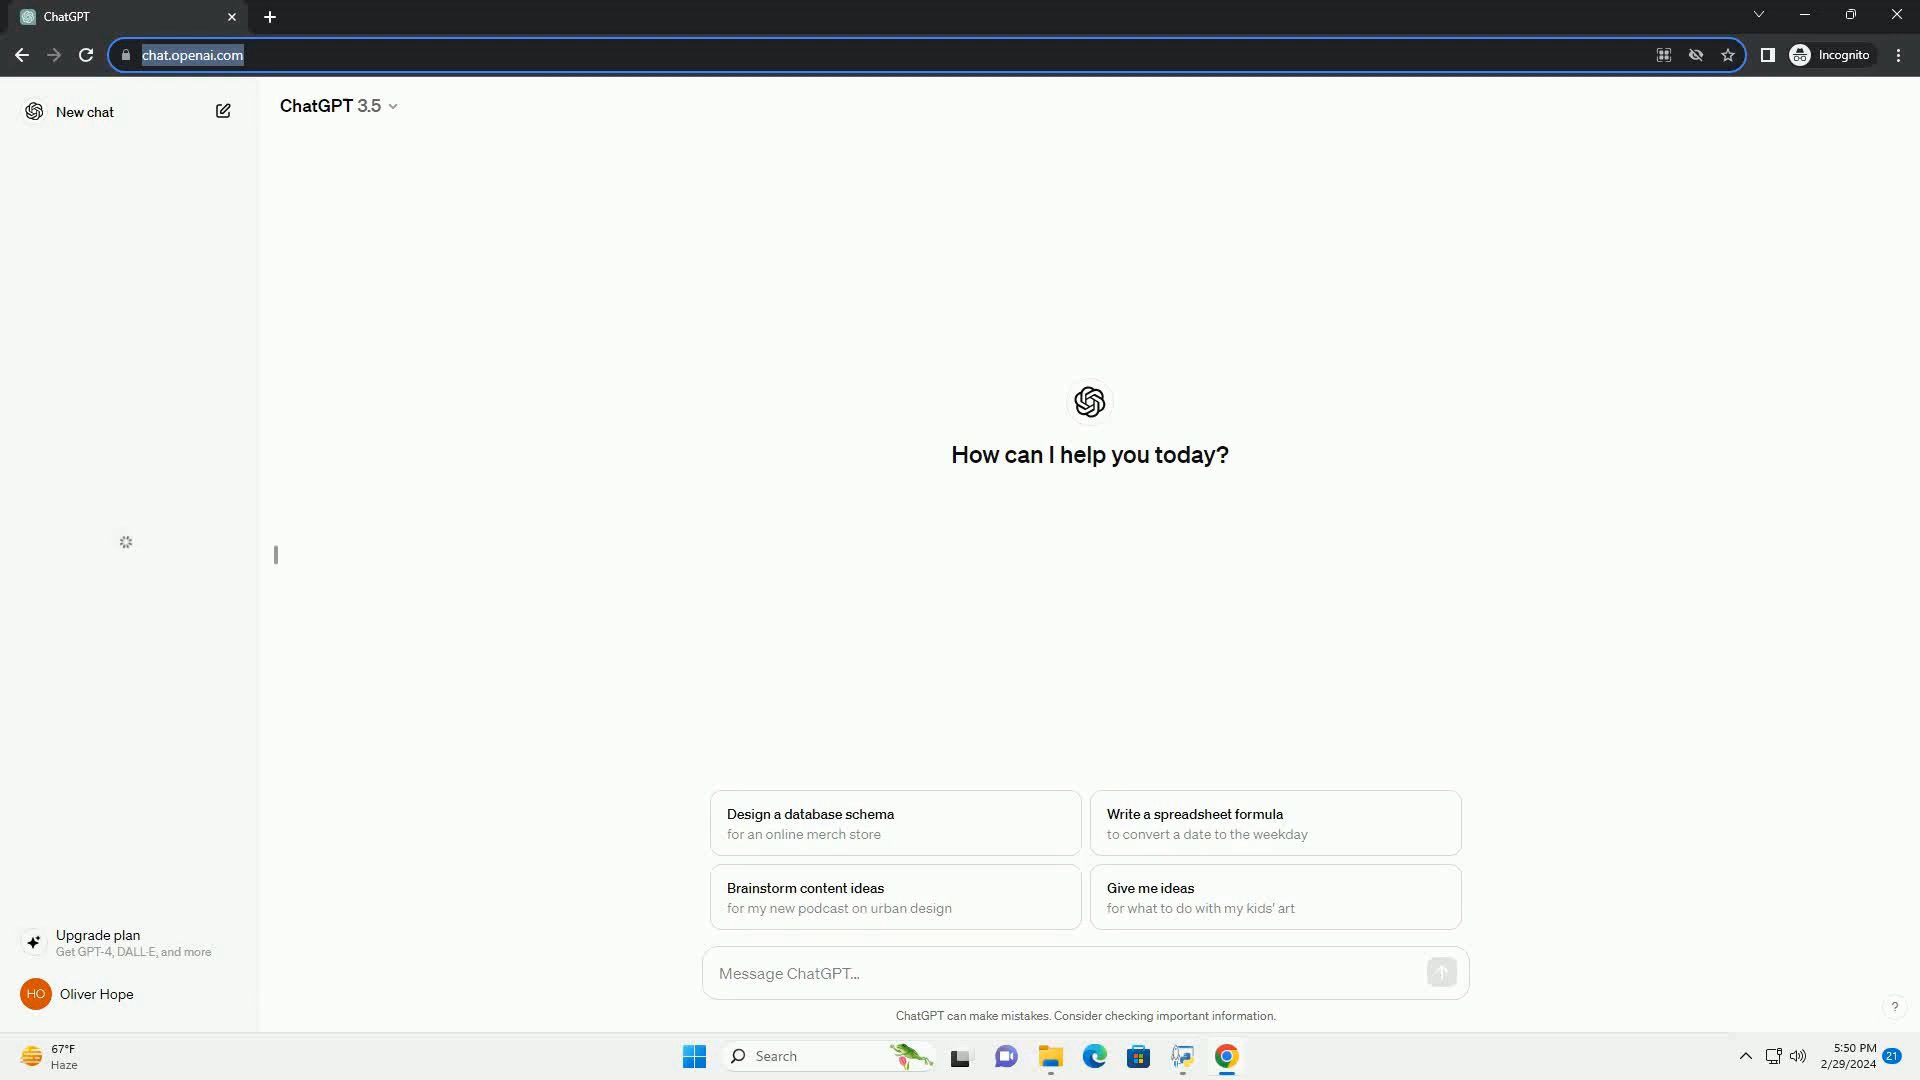 ChatGPT
chat.openai.com
Incognito
New chat
ChatGPT 3.5
How can I help you today?
Design a database schema
for an online merch store
Write a spreadsheet formula
to convert a date to the weekday
Brainstorm content ideas
for my new podcast on urban design
Give me ideas
for what to do with my kids' art
Upgrade plan
Get GPT-4, DALL·E, and more
HO
Oliver Hope
Message ChatGPT...
ChatGPT can make mistakes. Consider checking important information.
?
67°F
Haze
Search
5:50 PM
2/29/2024
21